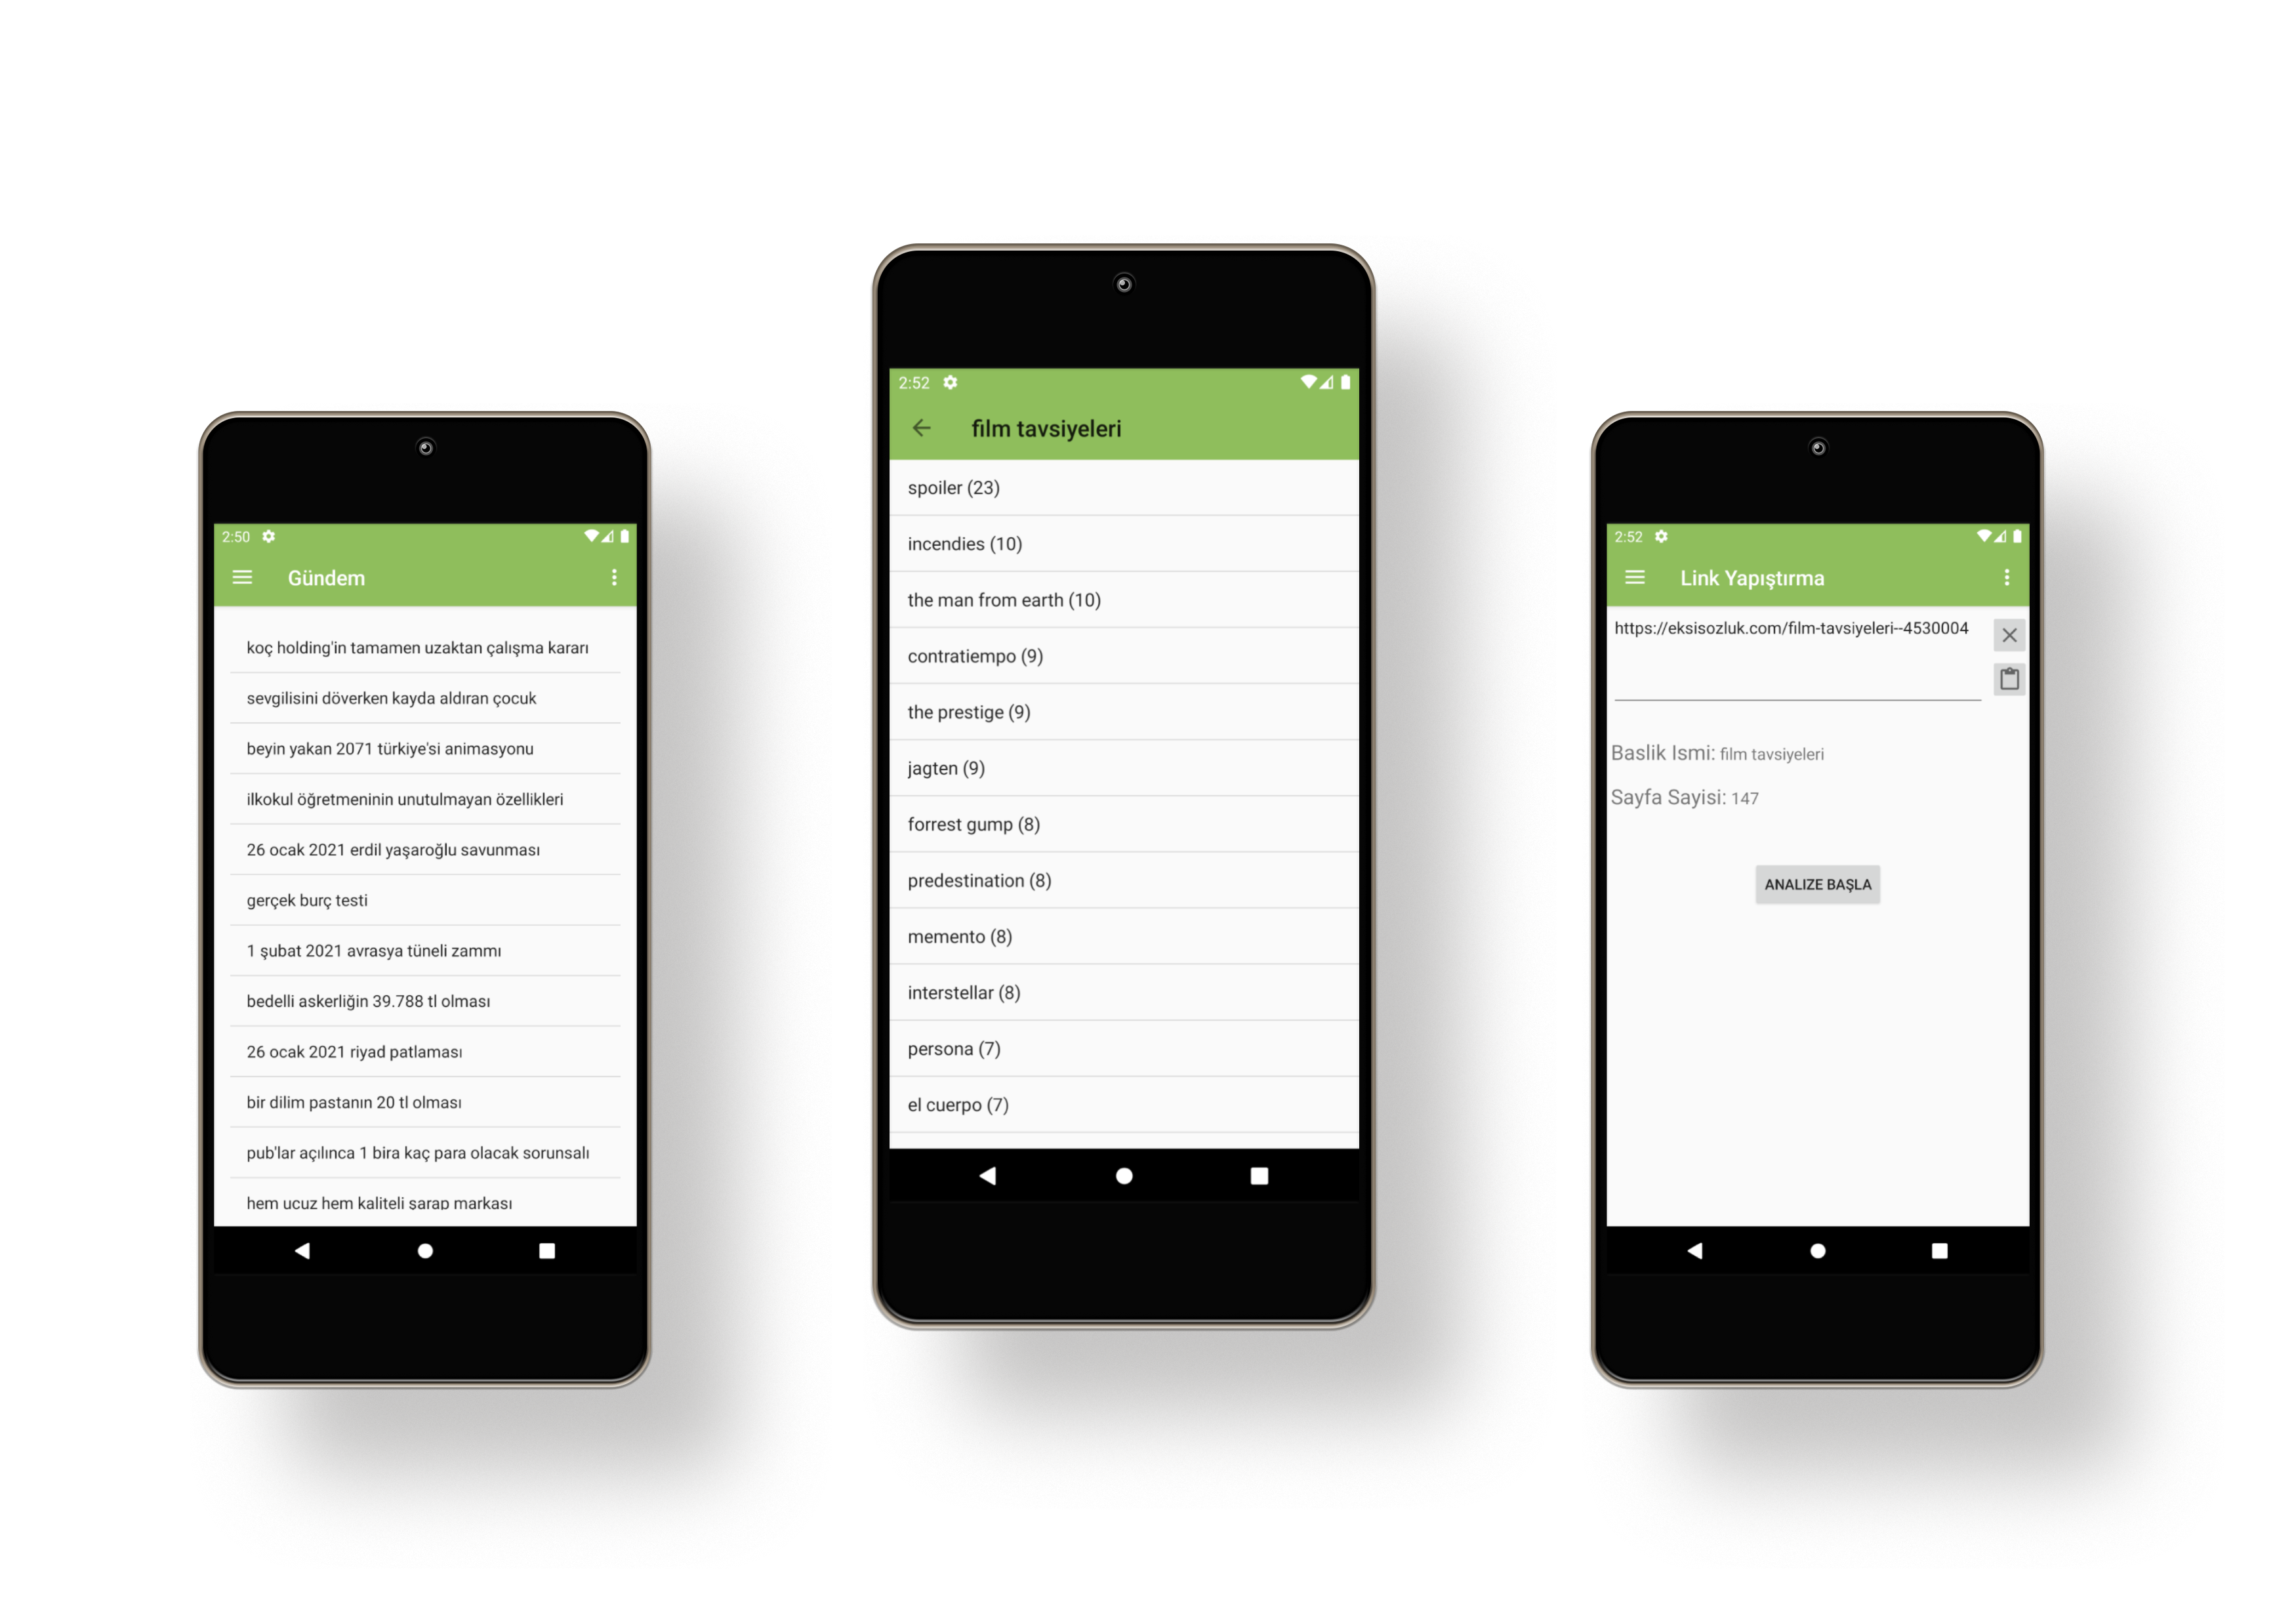 2:50
Gündem
koç holding'in tamamen uzaktan çalışma kararı
sevgilisini döverken kayda aldıran çocuk
beyin yakan 2071 türkiye'si animasyonu
ilkokul öğretmeninin unutulmayan özellikleri
26 ocak 2021 erdil yaşaroğlu savunması
gerçek burç testi
1 şubat 2021 avrasya tüneli zammı
bedelli askerliğin 39.788 tl olması
26 ocak 2021 riyad patlaması
bir dilim pastanın 20 tl olması
pub'lar açılınca 1 bira kaç para olacak sorunsalı
hem ucuz hem kaliteli şarap markası
2:52
film tavsiyeleri
spoiler (23)
incendies (10)
the man from earth (10)
contratiempo (9)
the prestige (9)
jagten (9)
forrest gump (8)
predestination (8)
memento (8)
interstellar (8)
persona (7)
el cuerpo (7)
2:52
Link Yapıştırma
https://eksisozluk.com/film-tavsiyeleri--4530004
Baslik Ismi: film tavsiyeleri
Sayfa Sayisi: 147
ANALIZE BAŞLA